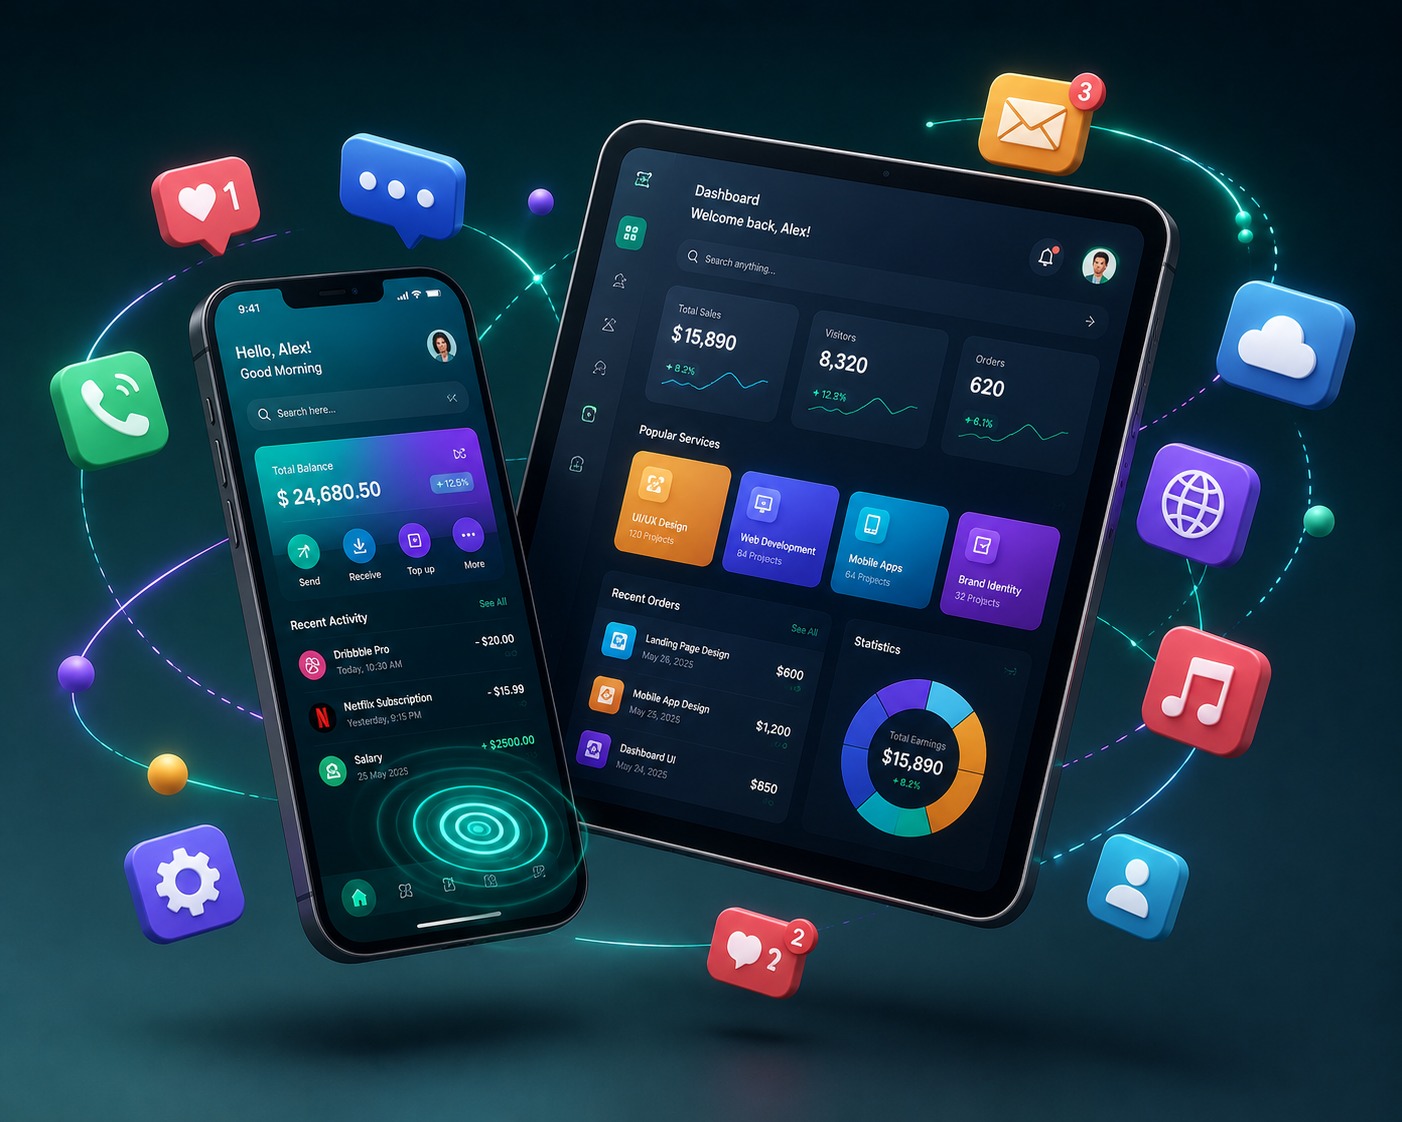 1
3
9:41
Hello, Alex!
Good Morning
Search here...
Total Balance
$ 24,680.50
+ 12.5%
Send
Receive
Top up
More
Recent Activity
See All
Dribbble Pro
Today, 10:30 AM
- $20.00
Netflix Subscription
Yesterday, 9:15 PM
- $15.99
N
Salary
25 May 2025
+ $2500.00
Dashboard
Welcome back, Alex!
Search anything...
Total Sales
$15,890
+ 8.2%
Visitors
8,320
+ 12.3%
Orders
620
+ 6.1%
Popular Services
UI/UX Design
120 Projects
Web Development
84 Projects
Mobile Apps
64 Projects
Brand Identity
32 Projects
Recent Orders
See All
Landing Page Design
May 26, 2025
$600
Mobile App Design
May 25, 2025
$1,200
Dashboard UI
May 24, 2025
$850
Statistics
Total Earnings
$15,890
+ 8.2%
2
2